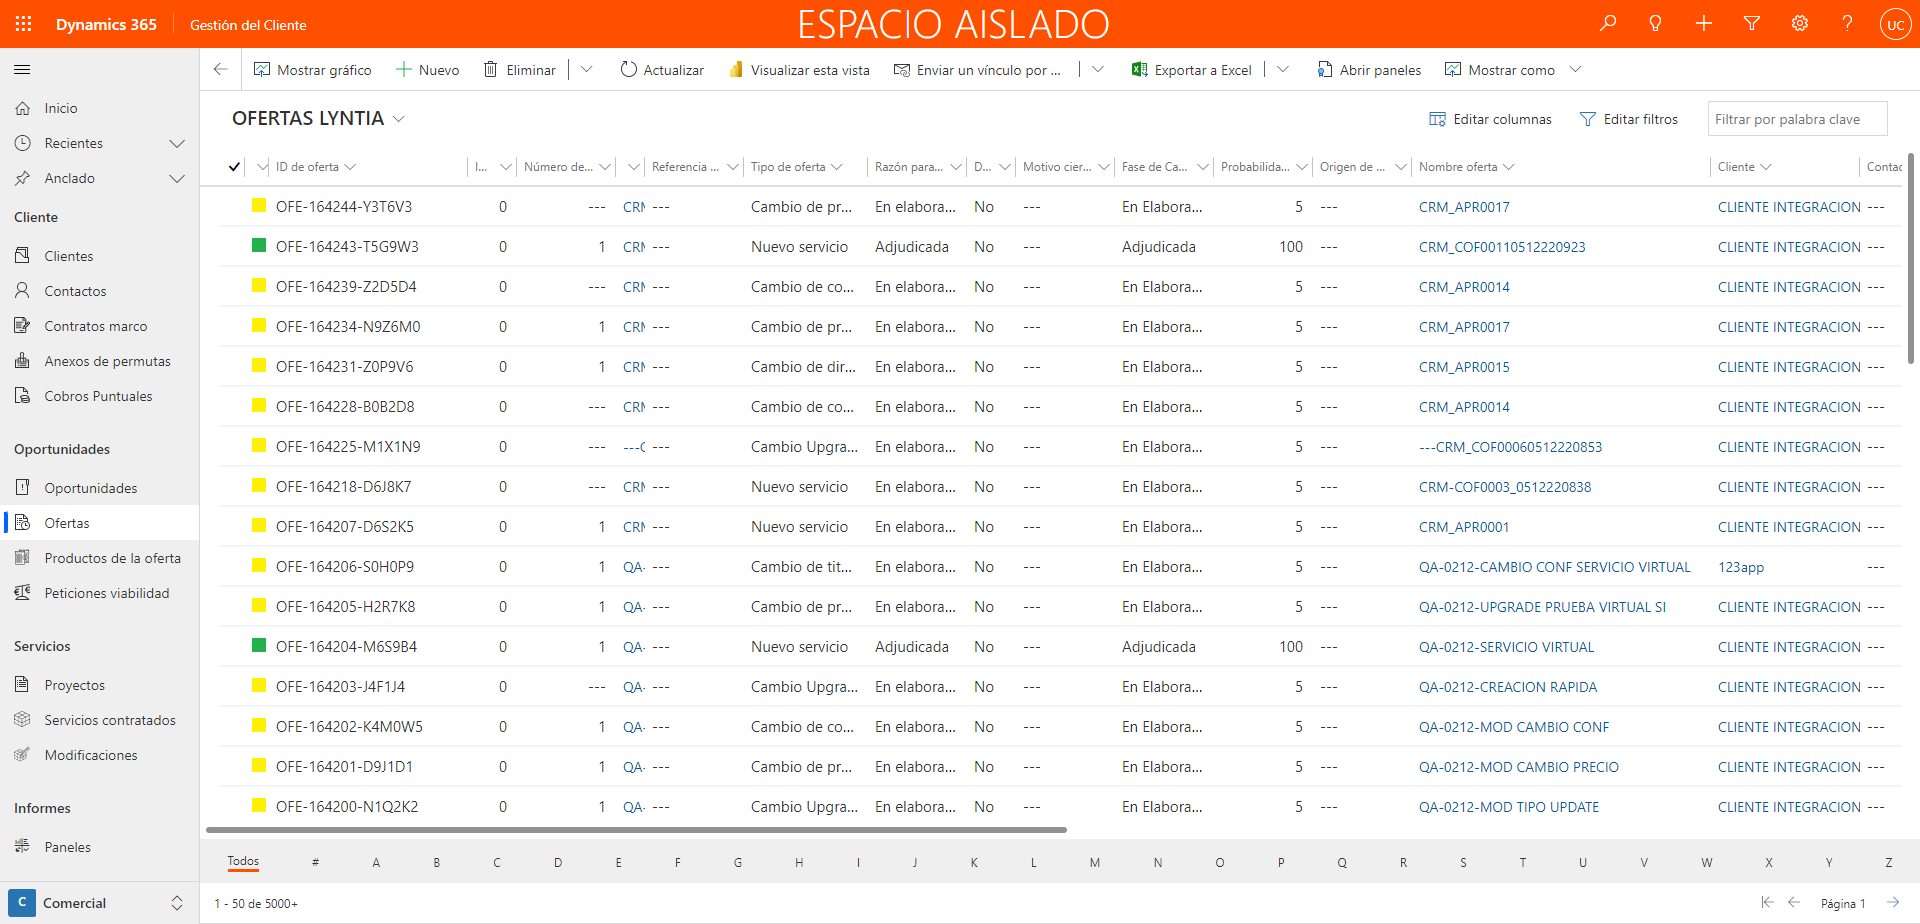 Dynamics 365
Gestión del Cliente
ESPACIO AISLADO
UC
Mostrar gráfico
Nuevo
Eliminar
Actualizar
Visualizar esta vista
Enviar un vínculo por ...
Exportar a Excel
Abrir paneles
Mostrar como
Inicio
Recientes
Anclado
Cliente
Clientes
Contactos
Contratos marco
Anexos de permutas
Cobros Puntuales
Oportunidades
Oportunidades
Ofertas
Productos de la oferta
Peticiones viabilidad
Servicios
Proyectos
Servicios contratados
Modificaciones
Informes
Paneles
C Comercial
OFERTAS LYNTIA
Editar columnas
Editar filtros
Filtrar por palabra clave
ID de oferta I... Número de... Referencia ... Tipo de oferta Razón para... D... Motivo cier... Fase de Ca... Probabilida... Origen de ... Nombre oferta Cliente Contac
OFE-164244-Y3T6V3 0 --- CRM --- Cambio de pr... En elabora... No --- En Elabora... 5 --- CRM_APR0017 CLIENTE INTEGRACION ---
OFE-164243-T5G9W3 0 1 CRM --- Nuevo servicio Adjudicada No --- Adjudicada 100 --- CRM_COF00110512220923 CLIENTE INTEGRACION ---
OFE-164239-Z2D5D4 0 --- CRM --- Cambio de co... En elabora... No --- En Elabora... 5 --- CRM_APR0014 CLIENTE INTEGRACION ---
OFE-164234-N9Z6M0 0 1 CRM --- Cambio de pr... En elabora... No --- En Elabora... 5 --- CRM_APR0017 CLIENTE INTEGRACION ---
OFE-164231-Z0P9V6 0 1 CRM --- Cambio de dir... En elabora... No --- En Elabora... 5 --- CRM_APR0015 CLIENTE INTEGRACION ---
OFE-164228-B0B2D8 0 --- CRM --- Cambio de co... En elabora... No --- En Elabora... 5 --- CRM_APR0014 CLIENTE INTEGRACION ---
OFE-164225-M1X1N9 0 --- ---C --- Cambio Upgra... En elabora... No --- En Elabora... 5 --- ---CRM_COF00060512220853 CLIENTE INTEGRACION ---
OFE-164218-D6J8K7 0 --- CRM --- Nuevo servicio En elabora... No --- En Elabora... 5 --- CRM-COF0003_0512220838 CLIENTE INTEGRACION ---
OFE-164207-D6S2K5 0 1 CRM --- Nuevo servicio En elabora... No --- En Elabora... 5 --- CRM_APR0001 CLIENTE INTEGRACION ---
OFE-164206-S0H0P9 0 1 QA- --- Cambio de tit... En elabora... No --- En Elabora... 5 --- QA-0212-CAMBIO CONF SERVICIO VIRTUAL 123app ---
OFE-164205-H2R7K8 0 1 QA- --- Cambio de pr... En elabora... No --- En Elabora... 5 --- QA-0212-UPGRADE PRUEBA VIRTUAL SI CLIENTE INTEGRACION ---
OFE-164204-M6S9B4 0 1 QA- --- Nuevo servicio Adjudicada No --- Adjudicada 100 --- QA-0212-SERVICIO VIRTUAL CLIENTE INTEGRACION ---
OFE-164203-J4F1J4 0 --- QA- --- Cambio Upgra... En elabora... No --- En Elabora... 5 --- QA-0212-CREACION RAPIDA CLIENTE INTEGRACION ---
OFE-164202-K4M0W5 0 1 QA- --- Cambio de co... En elabora... No --- En Elabora... 5 --- QA-0212-MOD CAMBIO CONF CLIENTE INTEGRACION ---
OFE-164201-D9J1D1 0 1 QA- --- Cambio de pr... En elabora... No --- En Elabora... 5 --- QA-0212-MOD CAMBIO PRECIO CLIENTE INTEGRACION ---
OFE-164200-N1Q2K2 0 1 QA- --- Cambio Upgra... En elabora... No --- En Elabora... 5 --- QA-0212-MOD TIPO UPDATE CLIENTE INTEGRACION ---
Todos # A B C D E F G H I J K L M N O P Q R S T U V W X Y Z
1 - 50 de 5000+
Página 1